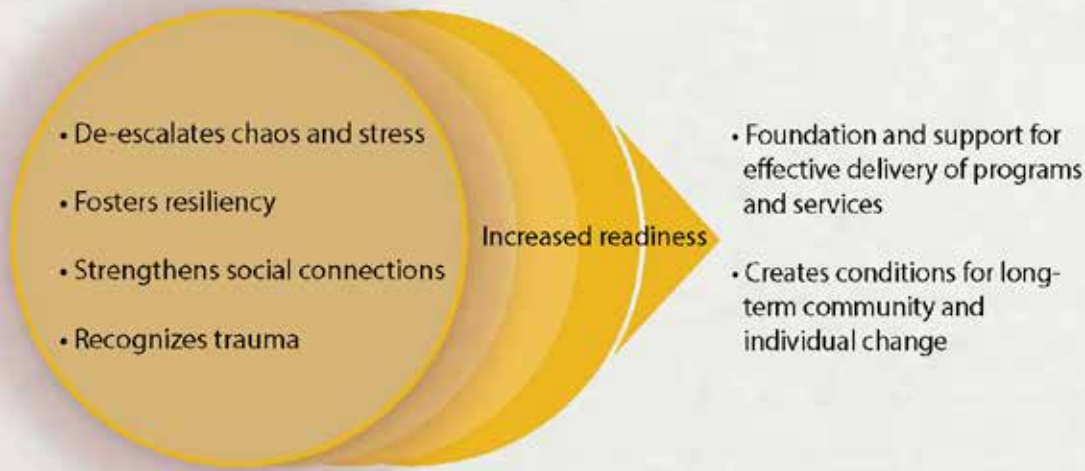 • De-escalates chaos and stress
• Fosters resiliency
• Strengthens social connections
• Recognizes trauma
Increased readiness
• Foundation and support for
effective delivery of programs
and services
• Creates conditions for long-
term community and
individual change